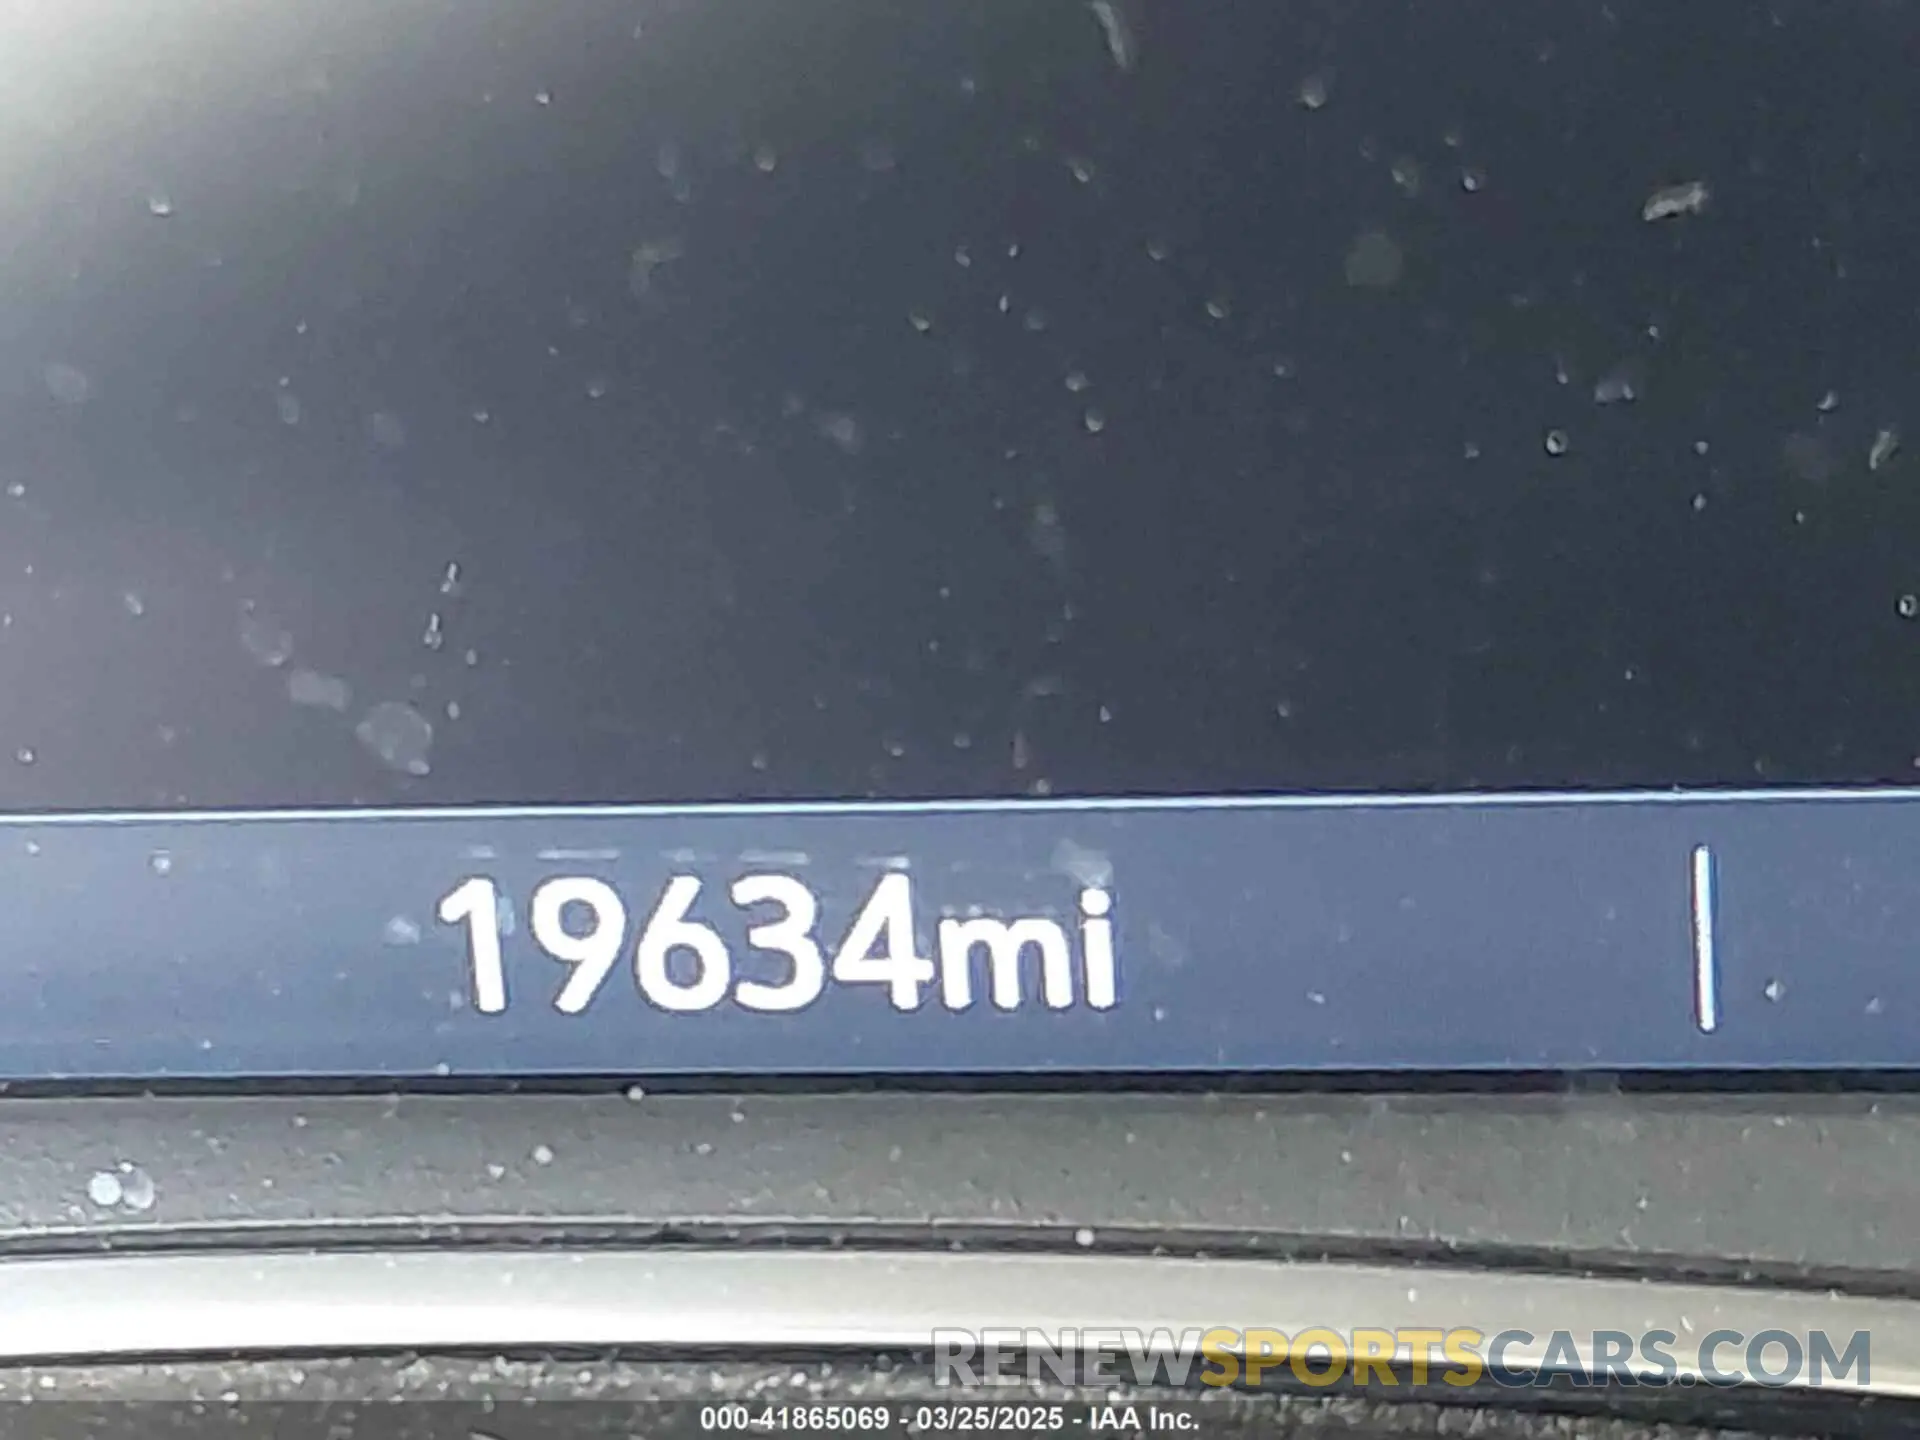 19634mi
RENEWSPORTSCARS.COM
000-41865069 - 03/25/2025 - IAA Inc.